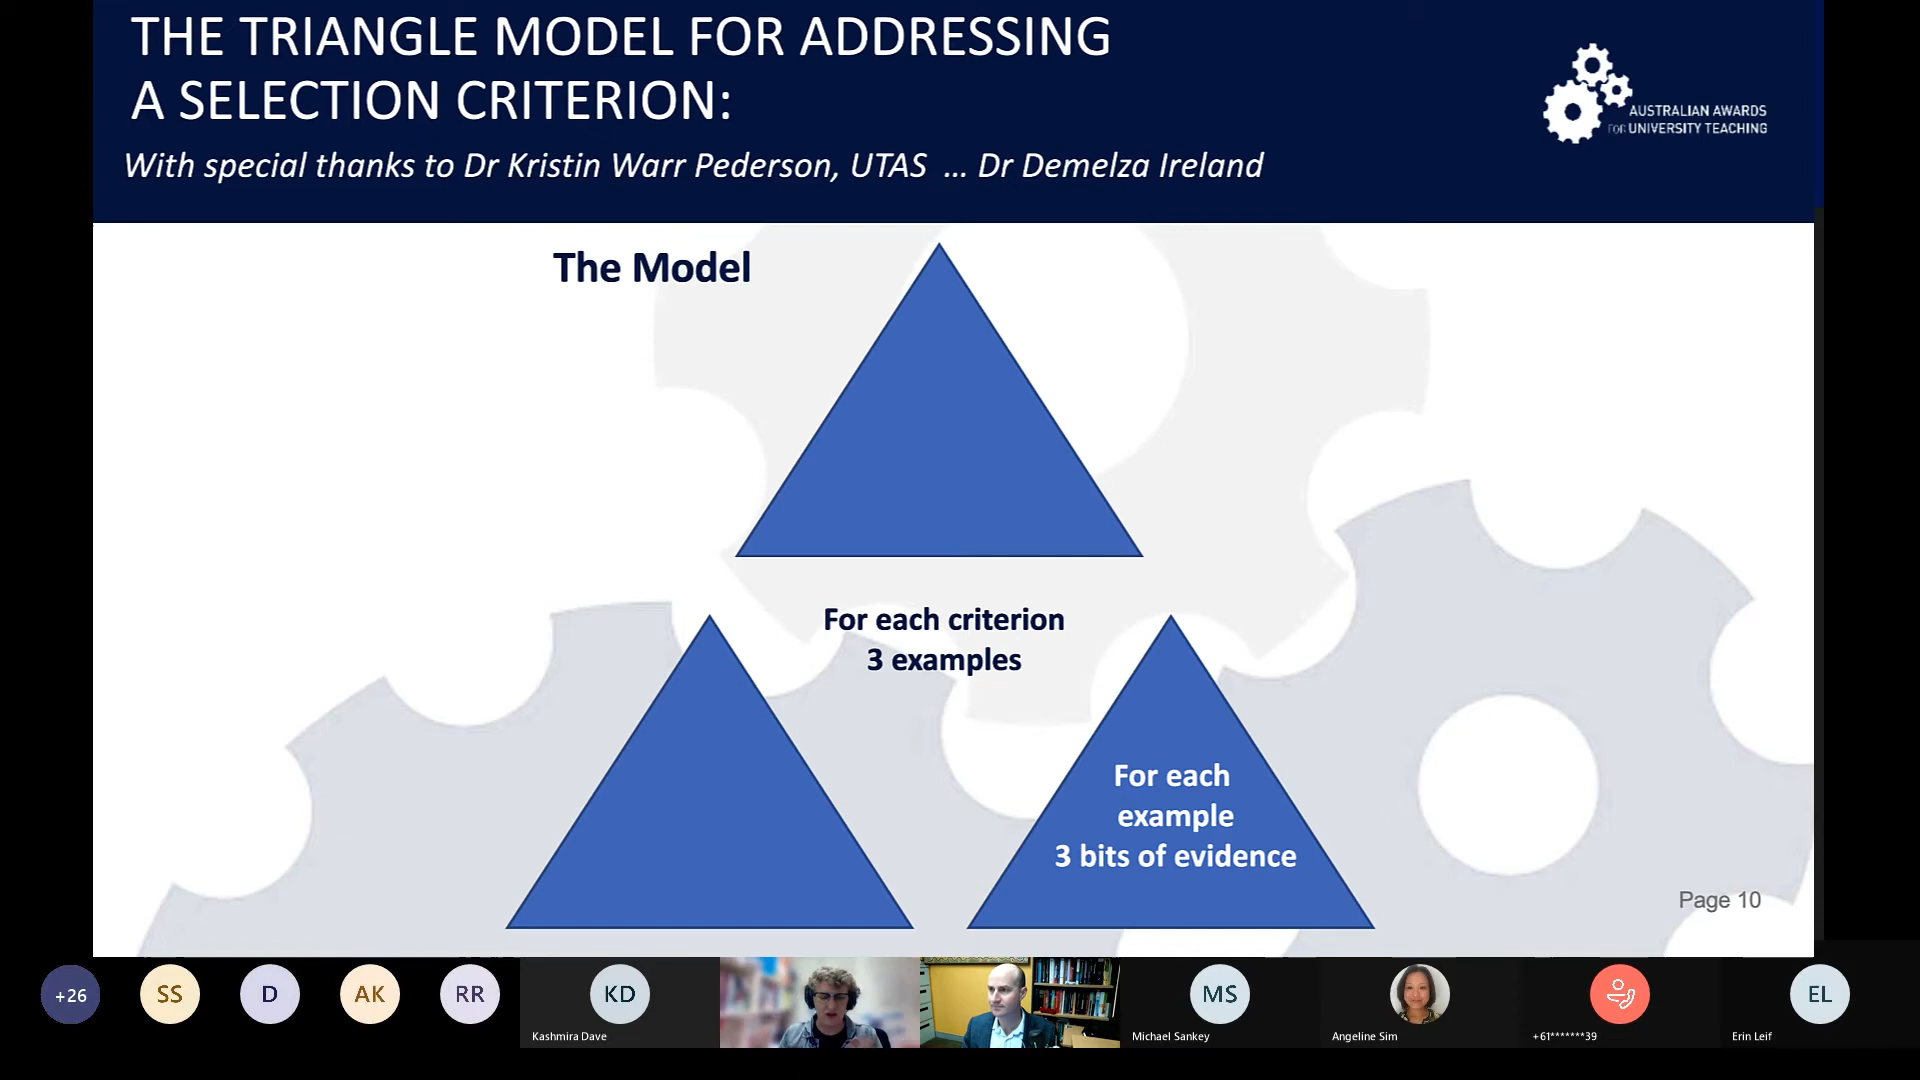 THE TRIANGLE MODEL FOR ADDRESSING
A SELECTION CRITERION:
With special thanks to Dr Kristin Warr Pederson, UTAS ... Dr Demelza Ireland
AUSTRALIAN AWARDS
FOR UNIVERSITY TEACHING
The Model
For each criterion
3 examples
For each
example
3 bits of evidence
Page 10
+26
SS
D
AK
RR
KD
MS
EL
Kashmira Dave
Michael Sankey
Angeline Sim
+61*******39
Erin Leif